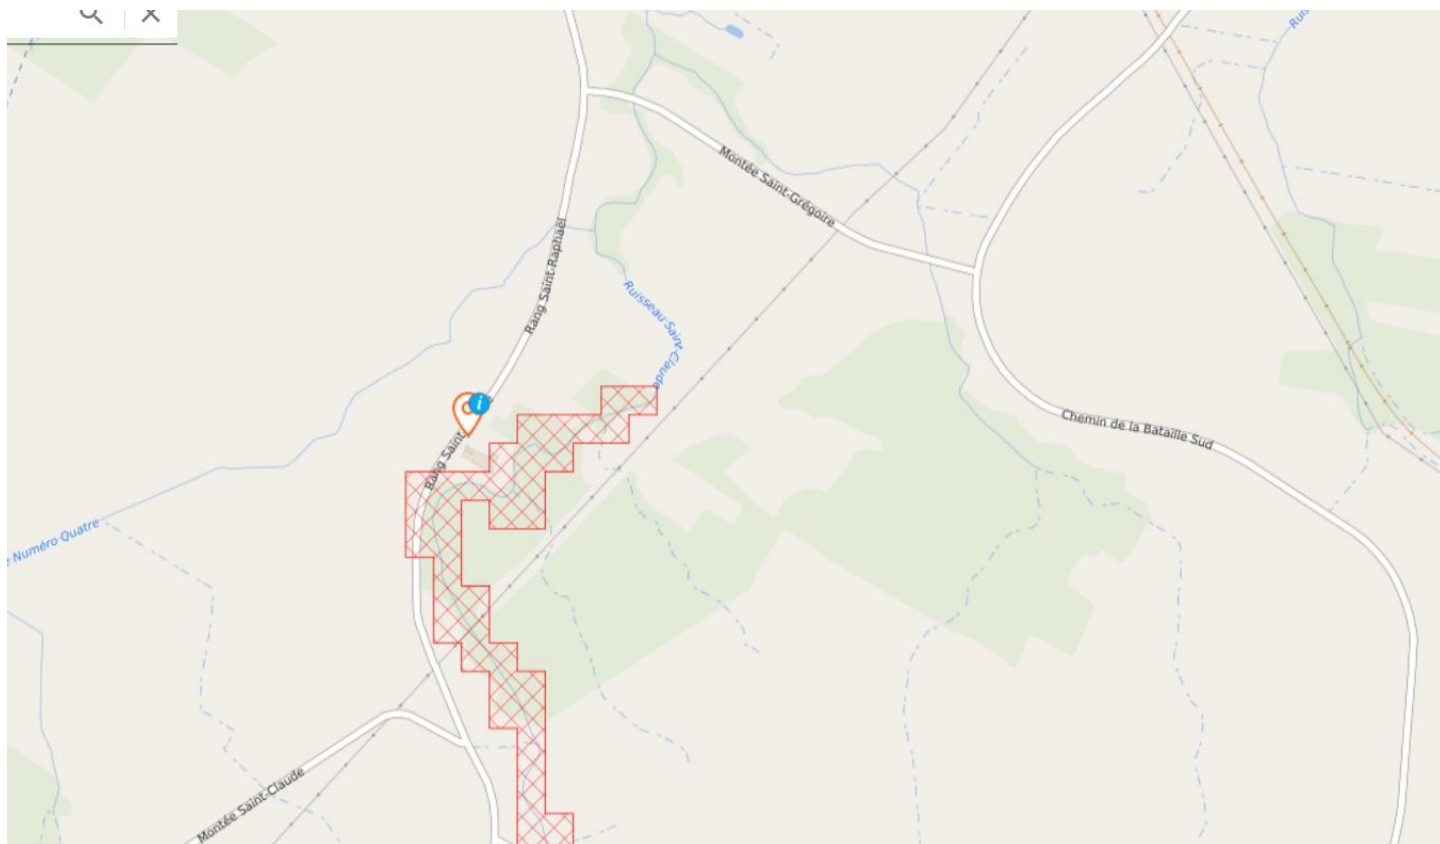 Montée Saint-Grégoire
Rang Saint-Raphaël
Ruisseau Saint-Claude
i
Rang Saint
Chemin de la Bataille Sud
Numéro Quatre
Montée Saint-Claude